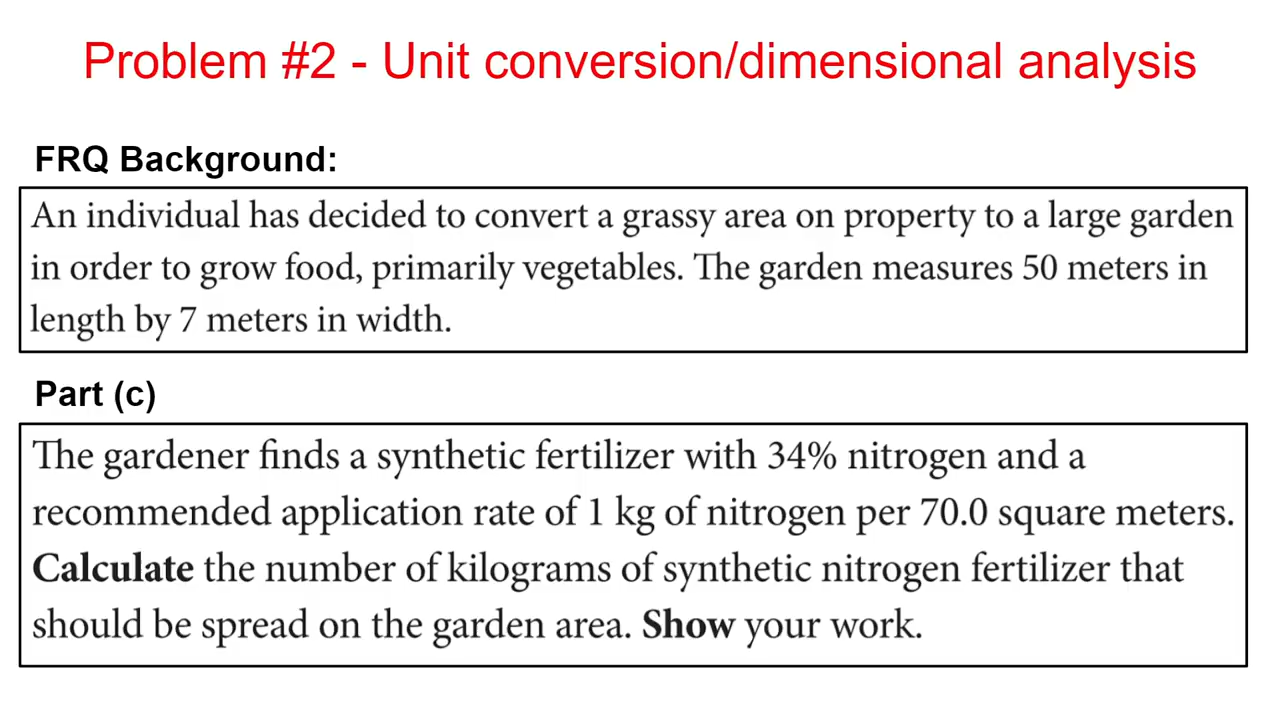 Problem #2 - Unit conversion/dimensional analysis
FRQ Background:
An individual has decided to convert a grassy area on property to a large garden
in order to grow food, primarily vegetables. The garden measures 50 meters in
length by 7 meters in width.
Part (c)
The gardener finds a synthetic fertilizer with 34% nitrogen and a
recommended application rate of 1 kg of nitrogen per 70.0 square meters.
Calculate the number of kilograms of synthetic nitrogen fertilizer that
should be spread on the garden area. Show your work.